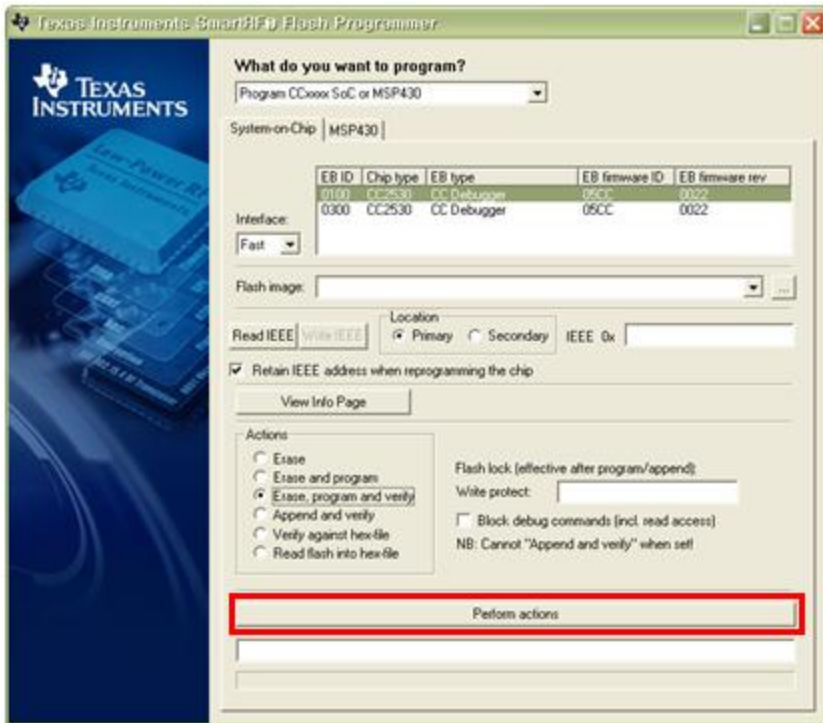 Texas Instruments SmartRF® Flash Programmer
TEXAS
INSTRUMENTS
Low-Power RF
Texas Instruments
What do you want to program?
Program CCxxxx SoC or MSP430
System-on-Chip MSP430
EB ID Chip type EB type EB firmware ID EB firmware rev
0100 CC2530 CC Debugger 05CC 0022
0300 CC2530 CC Debugger 05CC 0022
Interface:
Fast
Flash image:
...
Location
Read IEEE Write IEEE Primary Secondary IEEE 0x
Retain IEEE address when reprogramming the chip
View Info Page
Actions
Erase
Erase and program
Erase, program and verify
Append and verify
Verify against hex-file
Read flash into hex-file
Flash lock (effective after program/append):
Write protect:
Block debug commands (incl. read access)
NB: Cannot "Append and verify" when set!
Perform actions